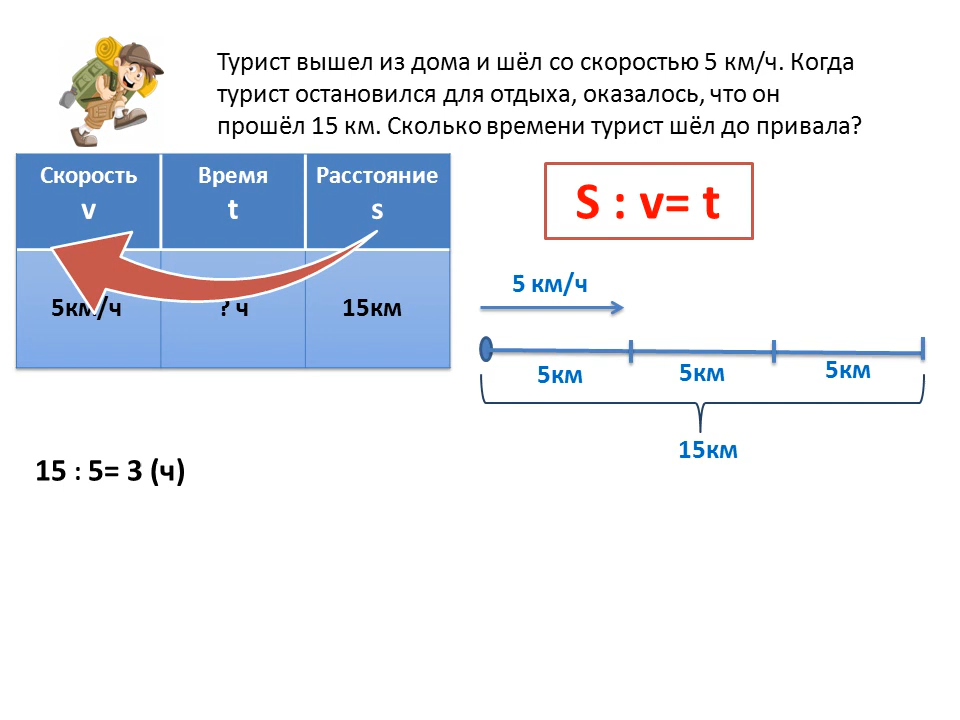 Турист вышел из дома и шёл со скоростью 5 км/ч. Когда
турист остановился для отдыха, оказалось, что он
прошёл 15 км. Сколько времени турист шёл до привала?
Скорость Время Расстояние
v t s
5км/ч ? ч 15км
S : v= t
5 км/ч
5км 5км 5км
15км
15 : 5= 3 (ч)